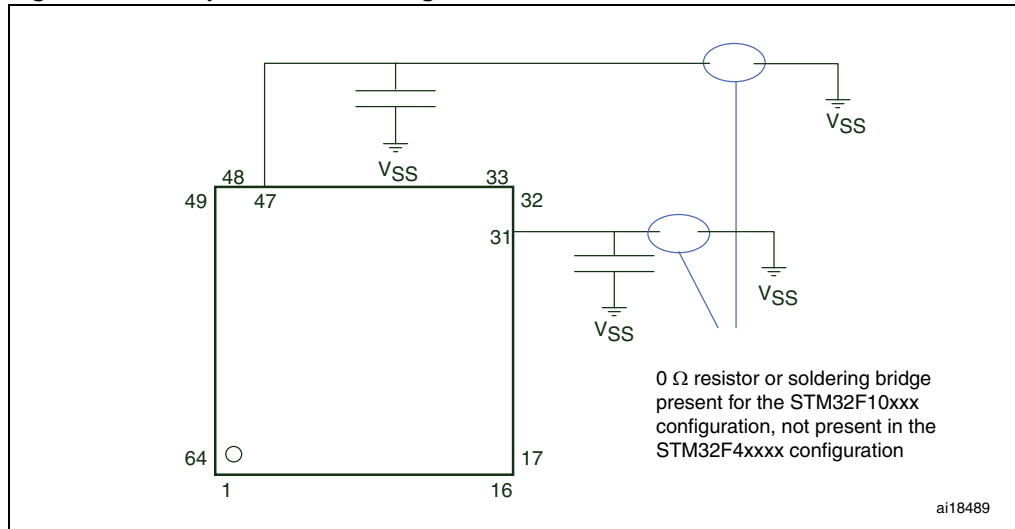 VSS
VSS
48
33
49
47
32
31
VSS
VSS
0 Ω resistor or soldering bridge
present for the STM32F10xxx
configuration, not present in the
STM32F4xxxx configuration
64
17
1
16
ai18489